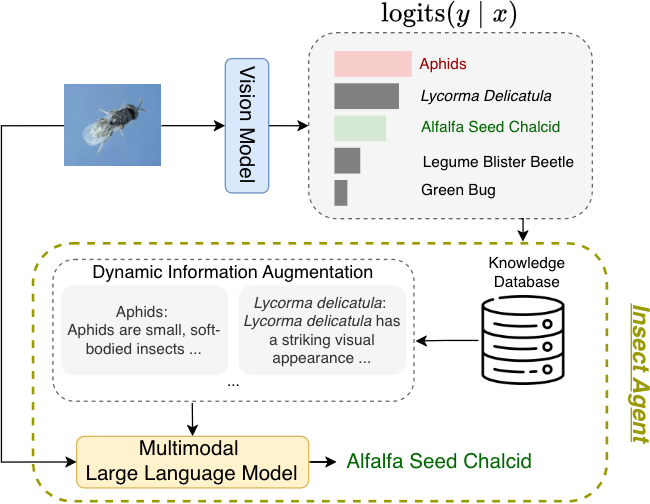 logits(y | x)
Vision Model
Aphids
Lycorma Delicatula
Alfalfa Seed Chalcid
Legume Blister Beetle
Green Bug
Knowledge
Database
Dynamic Information Augmentation
Aphids:
Aphids are small, soft-
bodied insects ...
Lycorma delicatula:
Lycorma delicatula has
a striking visual
appearance ...
...
Insect Agent
Multimodal
Large Language Model
Alfalfa Seed Chalcid